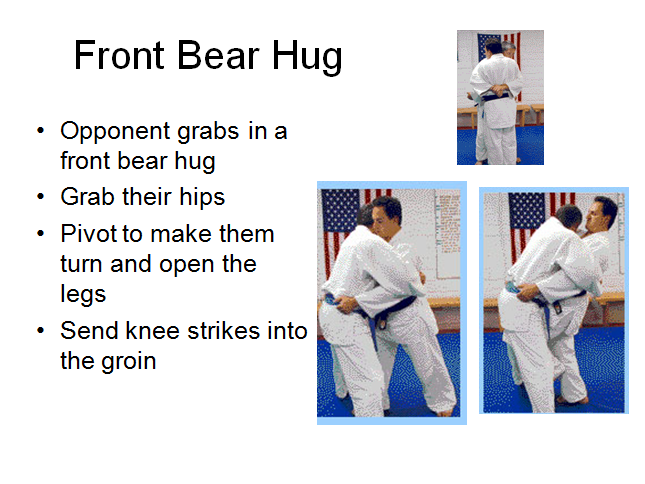 Front Bear Hug
• Opponent grabs in a
front bear hug
• Grab their hips
• Pivot to make them
turn and open the
legs
• Send knee strikes into
the groin